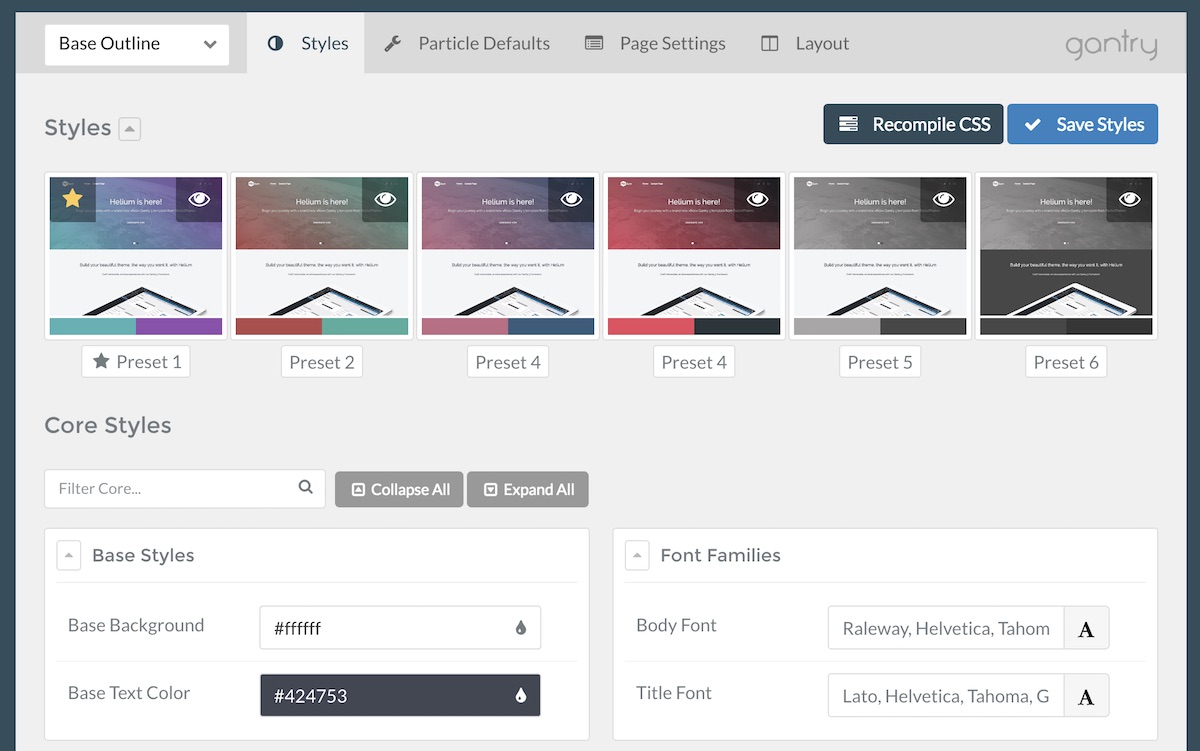 Base Outline
Styles
Particle Defaults
Page Settings
Layout
gantry
Styles
Recompile CSS
Save Styles
Helium is here!
Helium is here!
Helium is here!
Helium is here!
Helium is here!
Helium is here!
Build your beautiful theme, the way you want it, with Helium
Build your beautiful theme, the way you want it, with Helium
Build your beautiful theme, the way you want it, with Helium
Build your beautiful theme, the way you want it, with Helium
Build your beautiful theme, the way you want it, with Helium
Build your beautiful theme, the way you want it, with Helium
Preset 1
Preset 2
Preset 4
Preset 4
Preset 5
Preset 6
Core Styles
Filter Core...
Collapse All
Expand All
Base Styles
Font Families
Base Background
#ffffff
Body Font
Raleway, Helvetica, Tahom
A
Base Text Color
#424753
Title Font
Lato, Helvetica, Tahoma, G
A